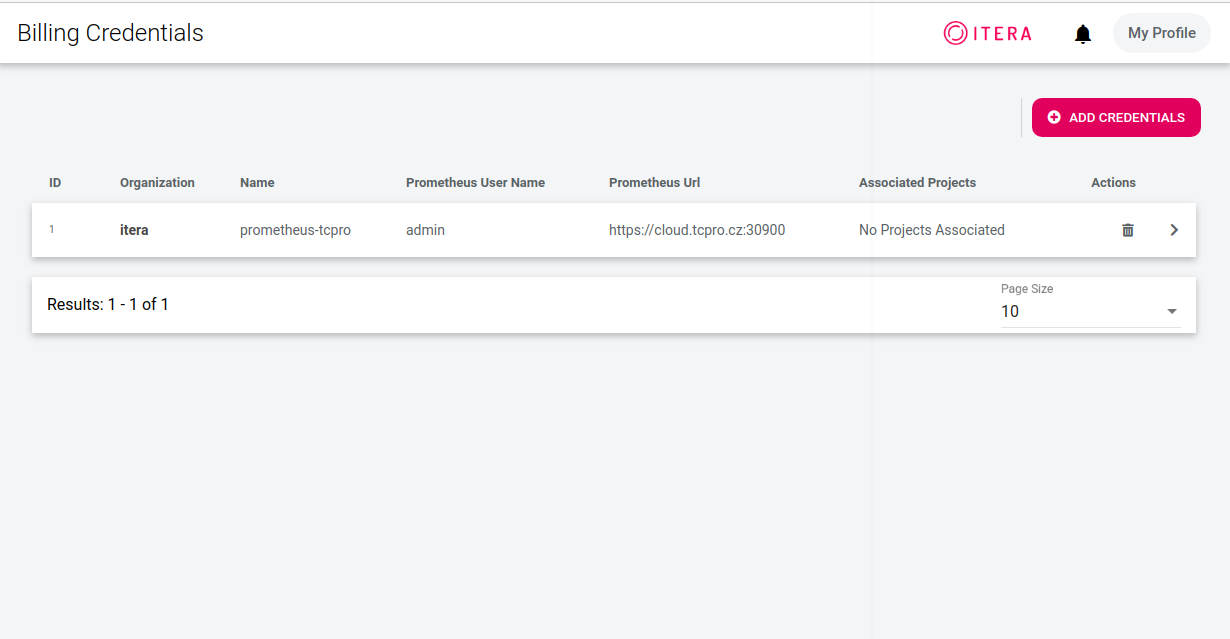 Billing Credentials
ITERA
My Profile
ADD CREDENTIALS
ID Organization Name Prometheus User Name Prometheus Url Associated Projects Actions
1 itera prometheus-tcpro admin https://cloud.tcpro.cz:30900 No Projects Associated
Results: 1 - 1 of 1
Page Size
10